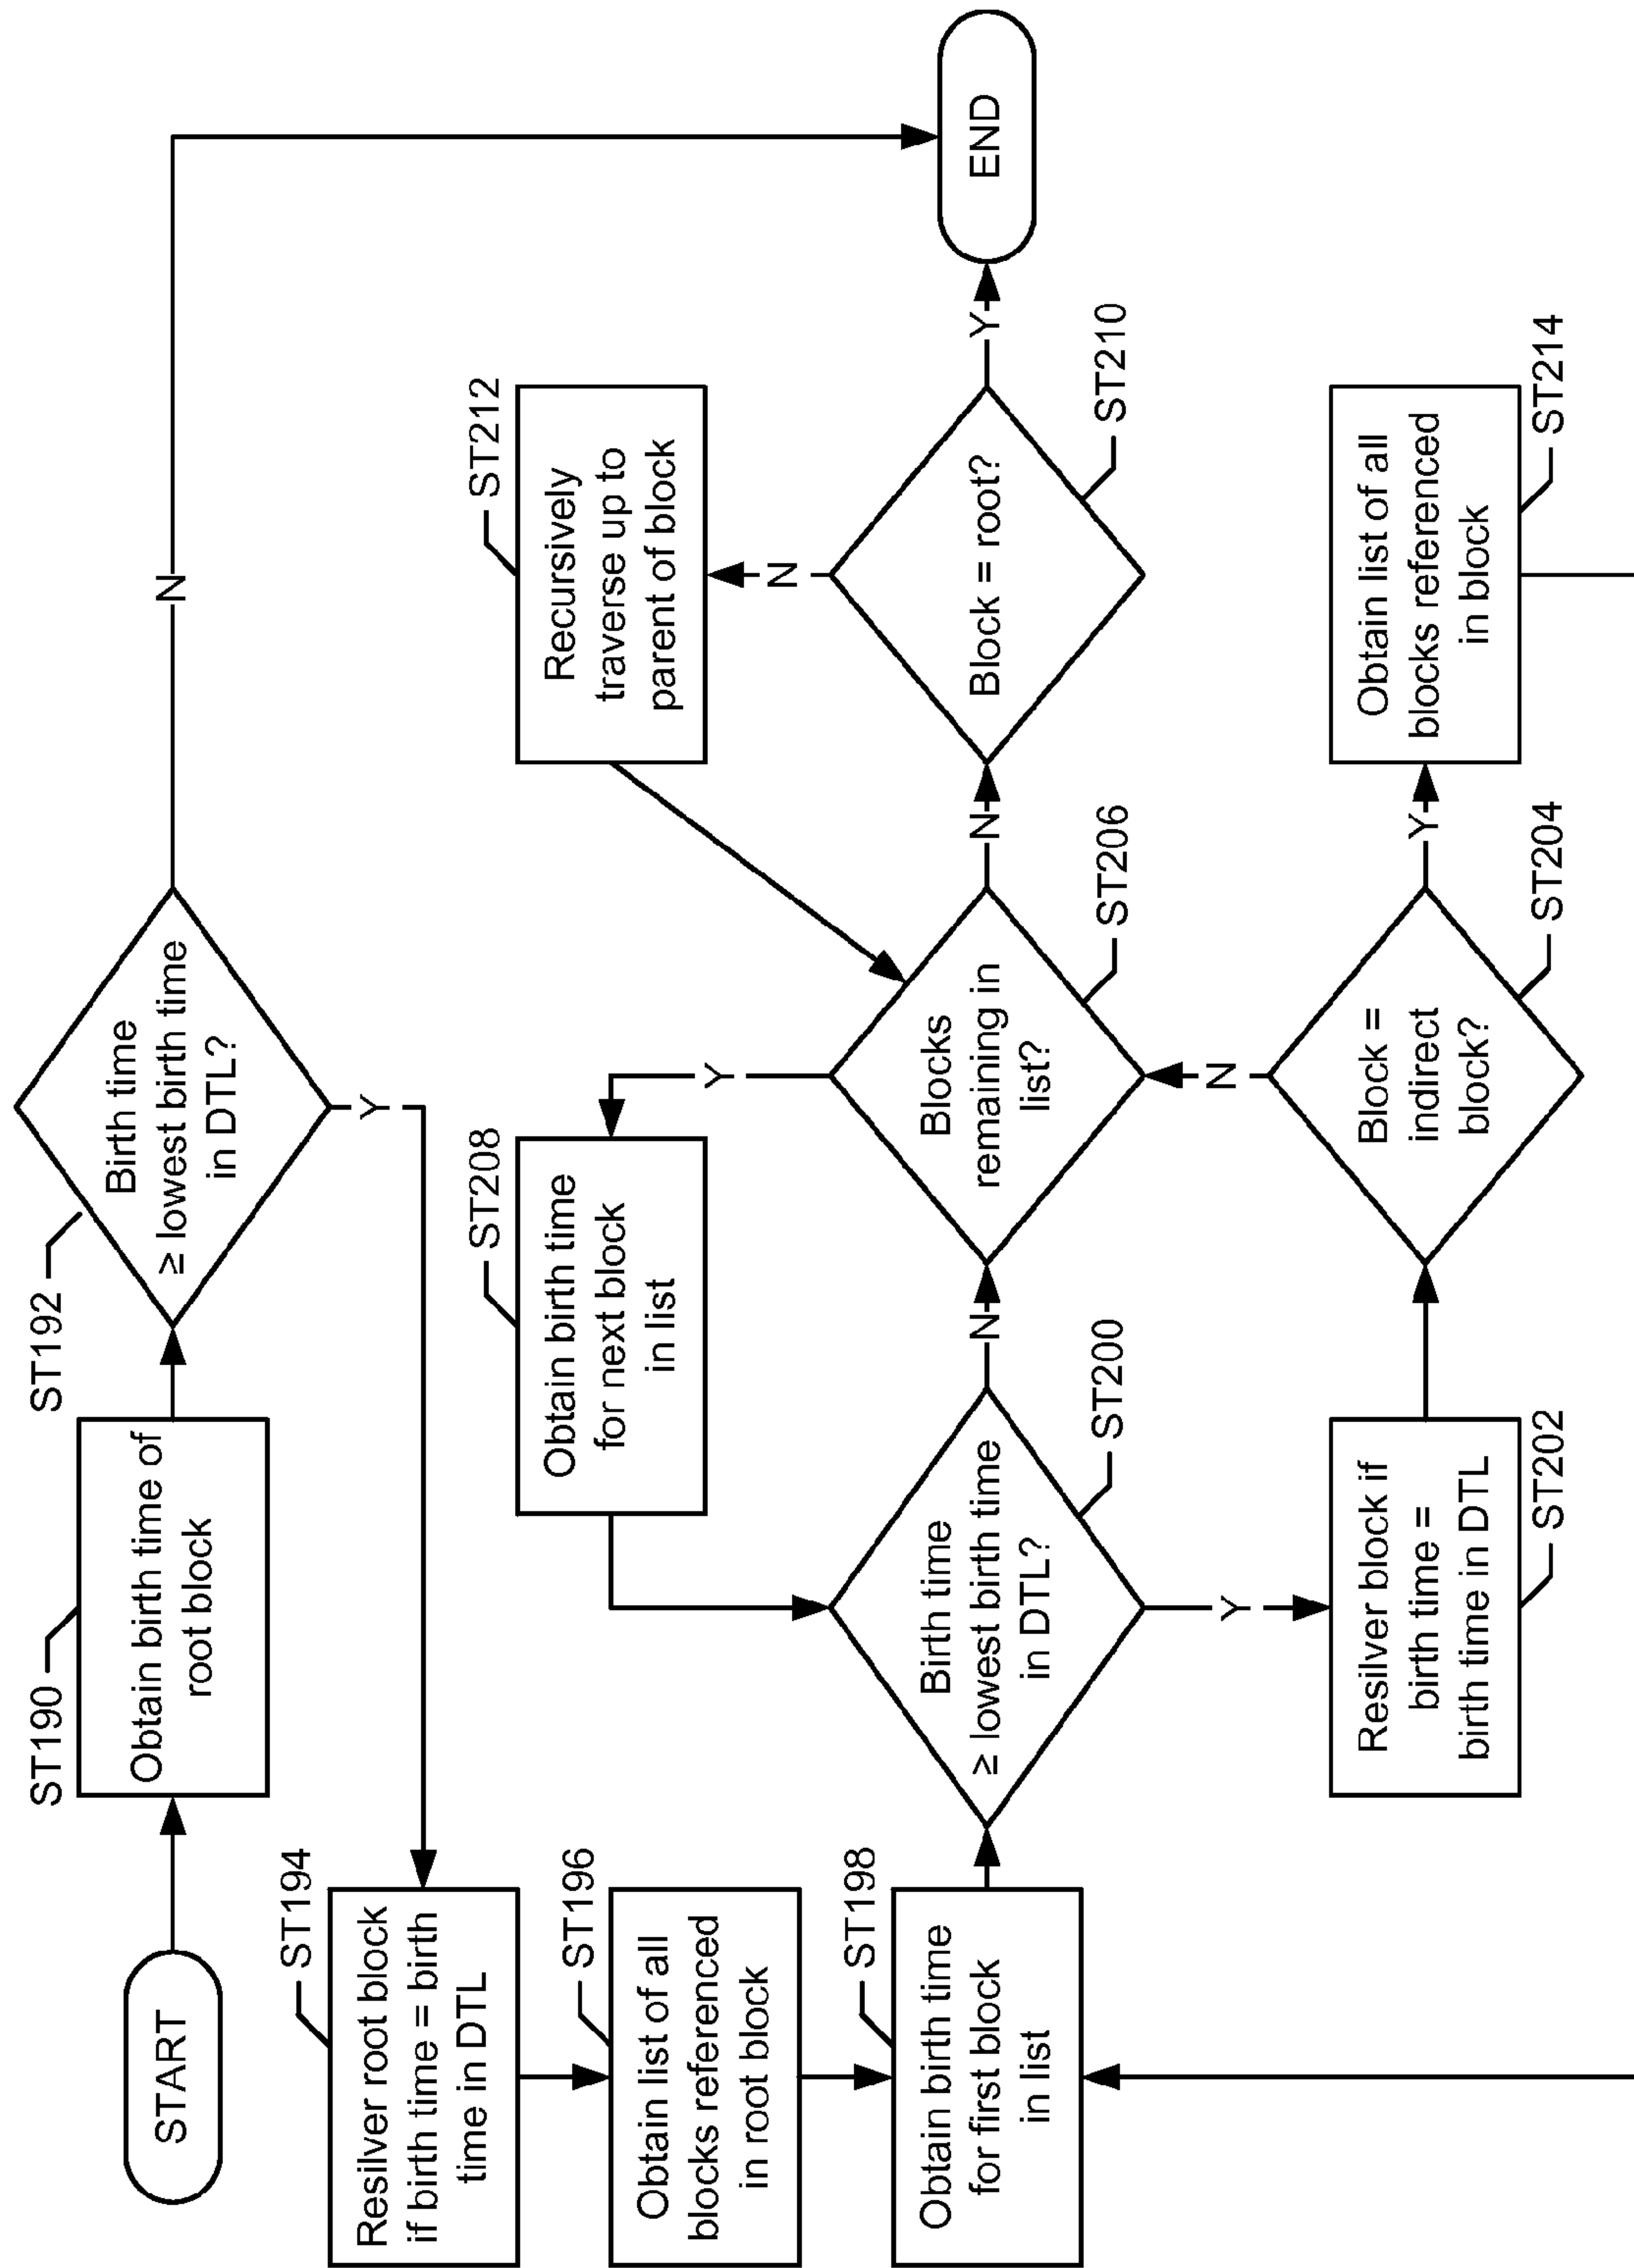 START
ST190
Obtain birth time of
root block
ST192
Birth time
≥ lowest birth time
in DTL?
N
Y
ST194
Resilver root block
if birth time = birth
time in DTL
ST196
Obtain list of all
blocks referenced
in root block
ST198
Obtain birth time
for first block
in list
ST208
Obtain birth time
for next block
in list
ST212
Recursively
traverse up to
parent of block
Birth time
≥ lowest birth time
in DTL?
ST200
N
Y
Blocks
remaining in
list?
ST206
Y
N
Block = root?
ST210
N
Y
END
Resilver block if
birth time =
birth time in DTL
ST202
Block =
indirect
block?
ST204
N
Y
Obtain list of all
blocks referenced
in block
ST214